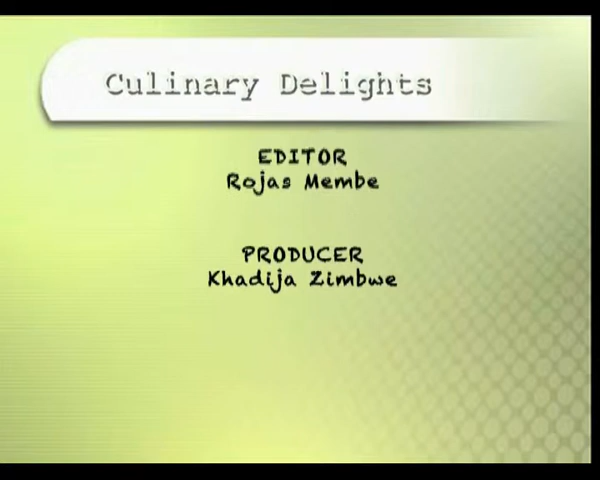 Culinary Delights
EDITOR
Rojas Membe
PRODUCER
Khadija Zimbwe